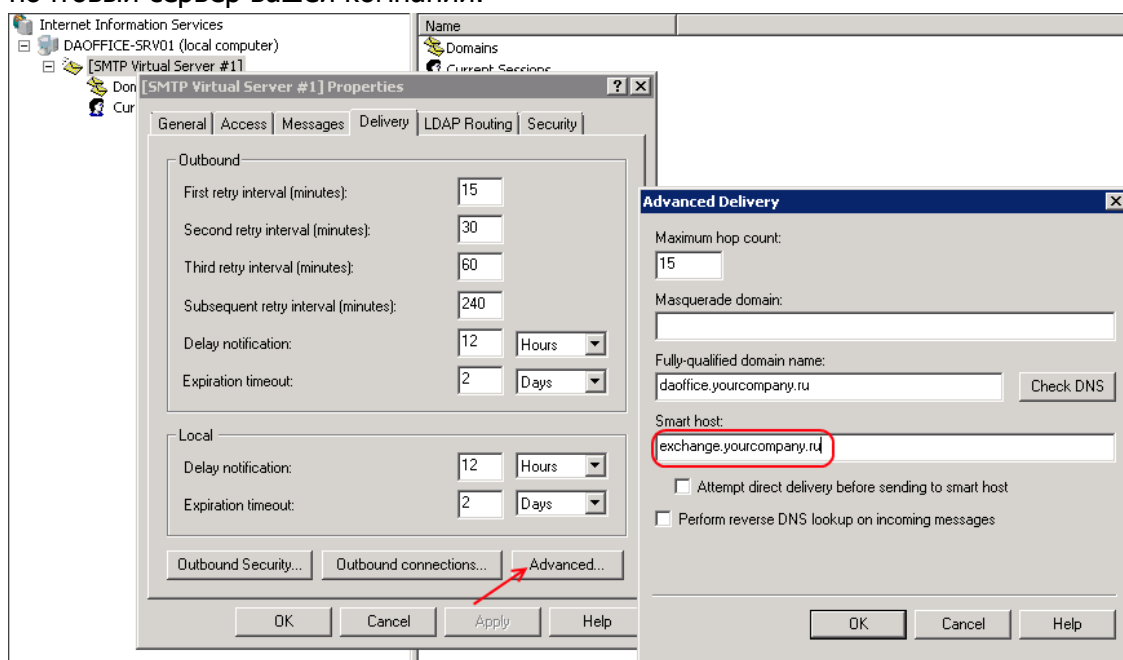 почтовый сервер вашей компании.
Internet Information Services
DAOFFICE-SRV01 (local computer)
[SMTP Virtual Server #1]
Don
Cur
Name
Domains
Current Sessions
[SMTP Virtual Server #1] Properties
General Access Messages Delivery LDAP Routing Security
Outbound
First retry interval (minutes): 15
Second retry interval (minutes): 30
Third retry interval (minutes): 60
Subsequent retry interval (minutes): 240
Delay notification: 12 Hours
Expiration timeout: 2 Days
Local
Delay notification: 12 Hours
Expiration timeout: 2 Days
Outbound Security... Outbound connections... Advanced...
OK Cancel Apply Help
Advanced Delivery
Maximum hop count:
15
Masquerade domain:
Fully-qualified domain name:
daoffice.yourcompany.ru Check DNS
Smart host:
exchange.yourcompany.ru
Attempt direct delivery before sending to smart host
Perform reverse DNS lookup on incoming messages
OK Cancel Help